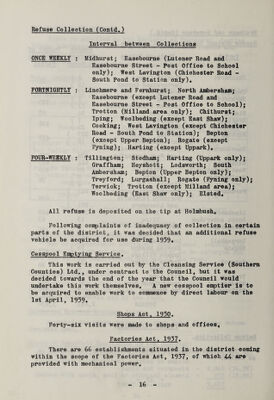 Refuse Collection (Contd.)
Interval between Collections
ONCE WEEKLY : Midhurst; Easebourne (Lutener Road and
Easebourne Street - Post Office to School
only); West Lavington (Chichester Road -
South Pond to Station only).
FORTNIGHTLY : Linchmere and Fernhurst; North Ambersham;
Easebourne (except Lutener Road and
Easebourne Street - Post Office to School);
Trotton (Milland area only); Chithurst;
Iping; Woolbeding (except East Shaw);
Cocking; West Lavington (except Chichester
Road - South Pond to Station); Bepton
(except Upper Bepton); Rogate (except
Fyning); Harting (except Uppark).
FOUR-WEEKLY : Tillington; Stedham; Harting (Uppark only);
Graffham; Heyshott; Lodsworth; South
Ambersham; Bepton (Upper Bepton only);
Treyford; Lurgashall; Rogate (Fyning only);
Terwick; Trotton (except Milland area);
Woolbeding (East Shaw only); Elsted.
All refuse is deposited on the tip at Holmbush.
Following complaints of inadequacy of collection in certain
parts of the district, it was decided that an additional refuse
vehicle be acquired for use during 1959.
Cesspool Emptying Service.
This work is carried out by the Cleansing Service (Southern
Counties) Ltd., under contract to the Council, but it was
decided towards the end of the year that the Council would
undertake this work themselves. A new cesspool emptier is to
be acquired to enable work to commence by direct labour on the
1st April, 1959.
Shops Act, 1950.
Forty-six visits were made to shops and offices.
Factories Act, 1937.
There are 66 establishments situated in the district coming
within the scope of the Factories Act, 1937, of which 44 are
provided with mechanical power.
- 16 -